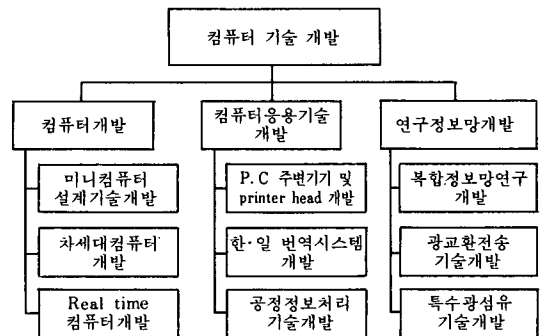 컴퓨터 기술 개발
컴퓨터개발
미니컴퓨터
설계기술개발
차세대컴퓨터
개발
Real time
컴퓨터개발
컴퓨터응용기술
개발
P.C 주변기기 및
printer head 개발
한·일 번역시스템
개발
공정정보처리
기술개발
연구정보망개발
복합정보망연구
개발
광교환전송
기술개발
특수광섬유
기술개발